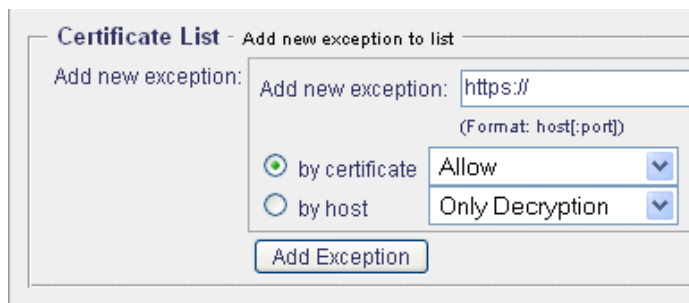 Certificate List - Add new exception to list
Add new exception:
Add new exception: https://
(Format: host[:port])
by certificate Allow
by host Only Decryption
Add Exception